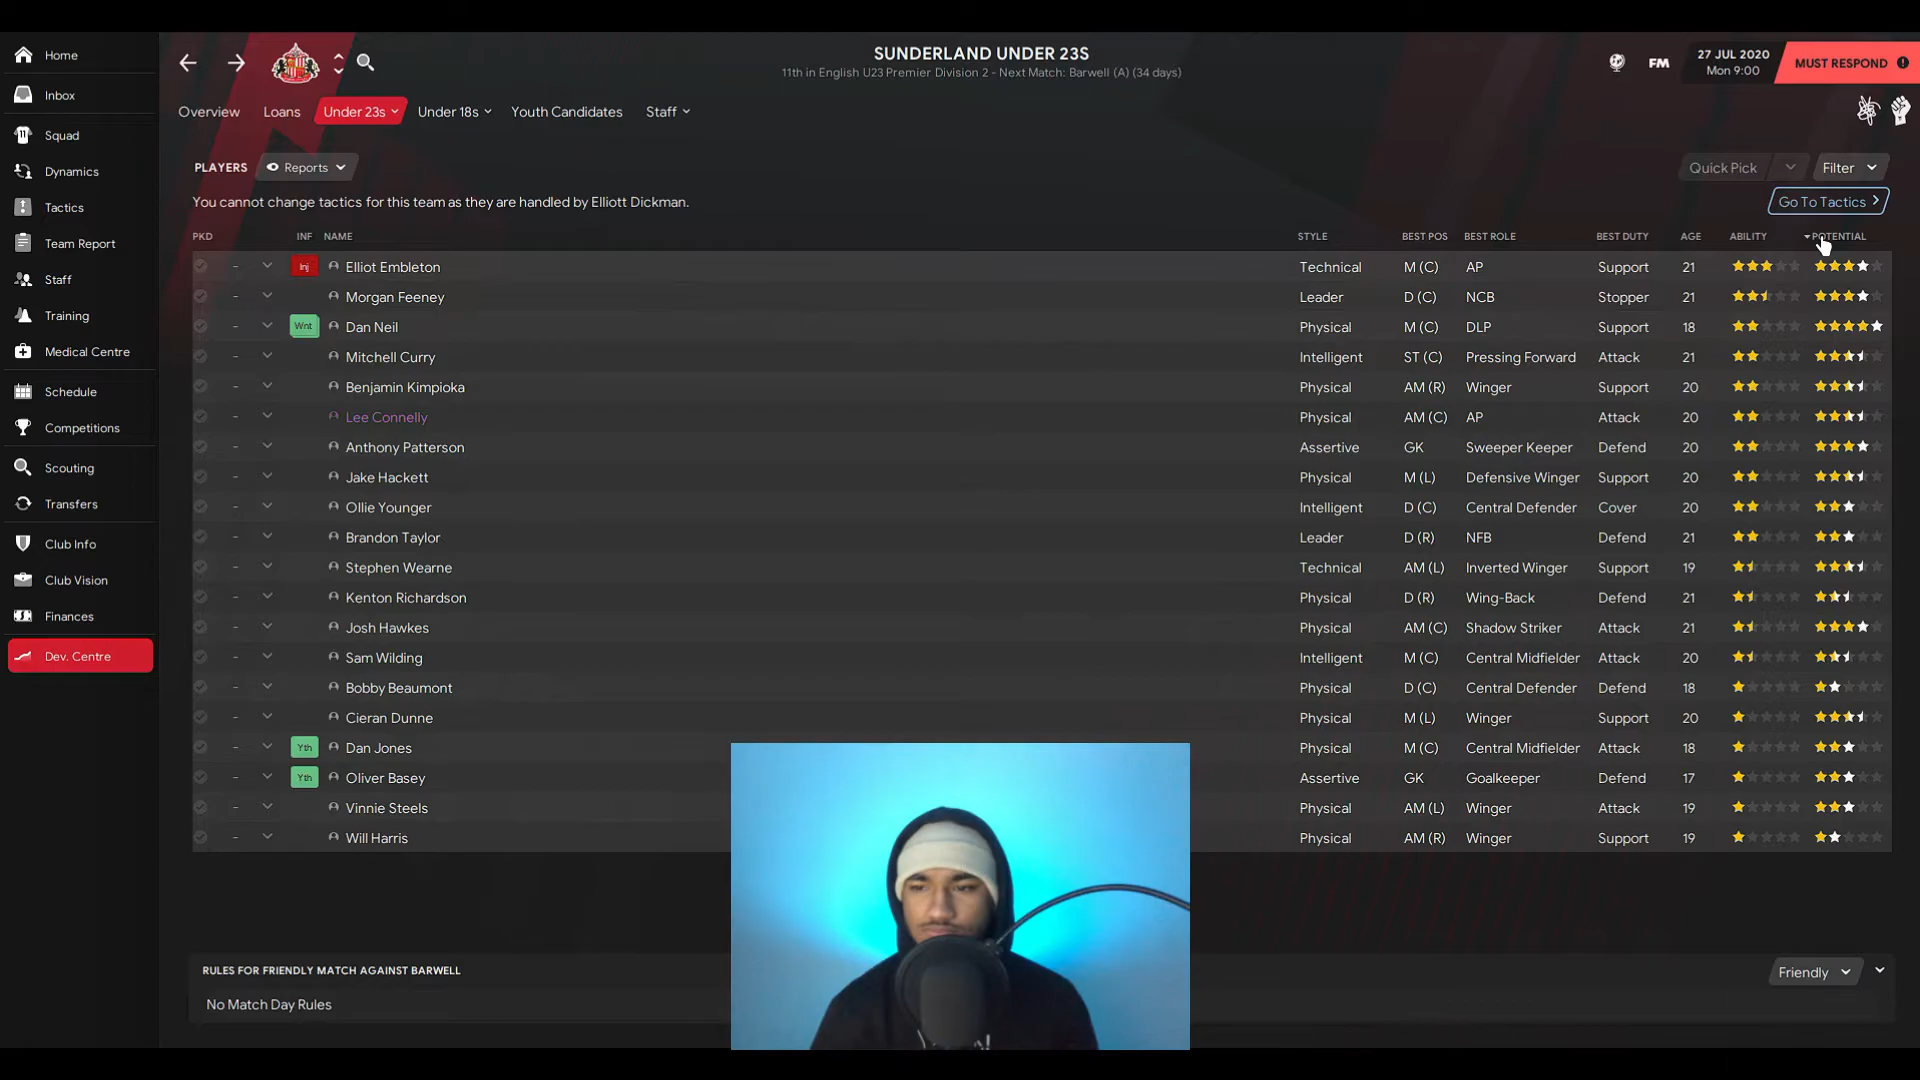 Home
Inbox
Squad
Dynamics
Tactics
Team Report
Staff
Training
Medical Centre
Schedule
Competitions
Scouting
Transfers
Club Info
Club Vision
Finances
Dev. Centre
SUNDERLAND UNDER 23S
11th in English U23 Premier Division 2 - Next Match: Barwell (A) (34 days)
FM
27 JUL 2020
Mon 9:00
MUST RESPOND
Overview Loans Under 23s Under 18s Youth Candidates Staff
PLAYERS Reports Quick Pick Filter
You cannot change tactics for this team as they are handled by Elliott Dickman.
Go To Tactics
PKD INF NAME STYLE BEST POS BEST ROLE BEST DUTY AGE ABILITY POTENTIAL
- Inj Elliot Embleton Technical M (C) AP Support 21
- Morgan Feeney Leader D (C) NCB Stopper 21
- Wnt Dan Neil Physical M (C) DLP Support 18
- Mitchell Curry Intelligent ST (C) Pressing Forward Attack 21
- Benjamin Kimpioka Physical AM (R) Winger Support 20
- Lee Connelly Physical AM (C) AP Attack 20
- Anthony Patterson Assertive GK Sweeper Keeper Defend 20
- Jake Hackett Physical M (L) Defensive Winger Support 20
- Ollie Younger Intelligent D (C) Central Defender Cover 20
- Brandon Taylor Leader D (R) NFB Defend 21
- Stephen Wearne Technical AM (L) Inverted Winger Support 19
- Kenton Richardson Physical D (R) Wing-Back Defend 21
- Josh Hawkes Physical AM (C) Shadow Striker Attack 21
- Sam Wilding Intelligent M (C) Central Midfielder Attack 20
- Bobby Beaumont Physical D (C) Central Defender Defend 18
- Cieran Dunne Physical M (L) Winger Support 20
- Yth Dan Jones Physical M (C) Central Midfielder Attack 18
- Yth Oliver Basey Assertive GK Goalkeeper Defend 17
- Vinnie Steels Physical AM (L) Winger Attack 19
- Will Harris Physical AM (R) Winger Support 19
RULES FOR FRIENDLY MATCH AGAINST BARWELL
Friendly
No Match Day Rules